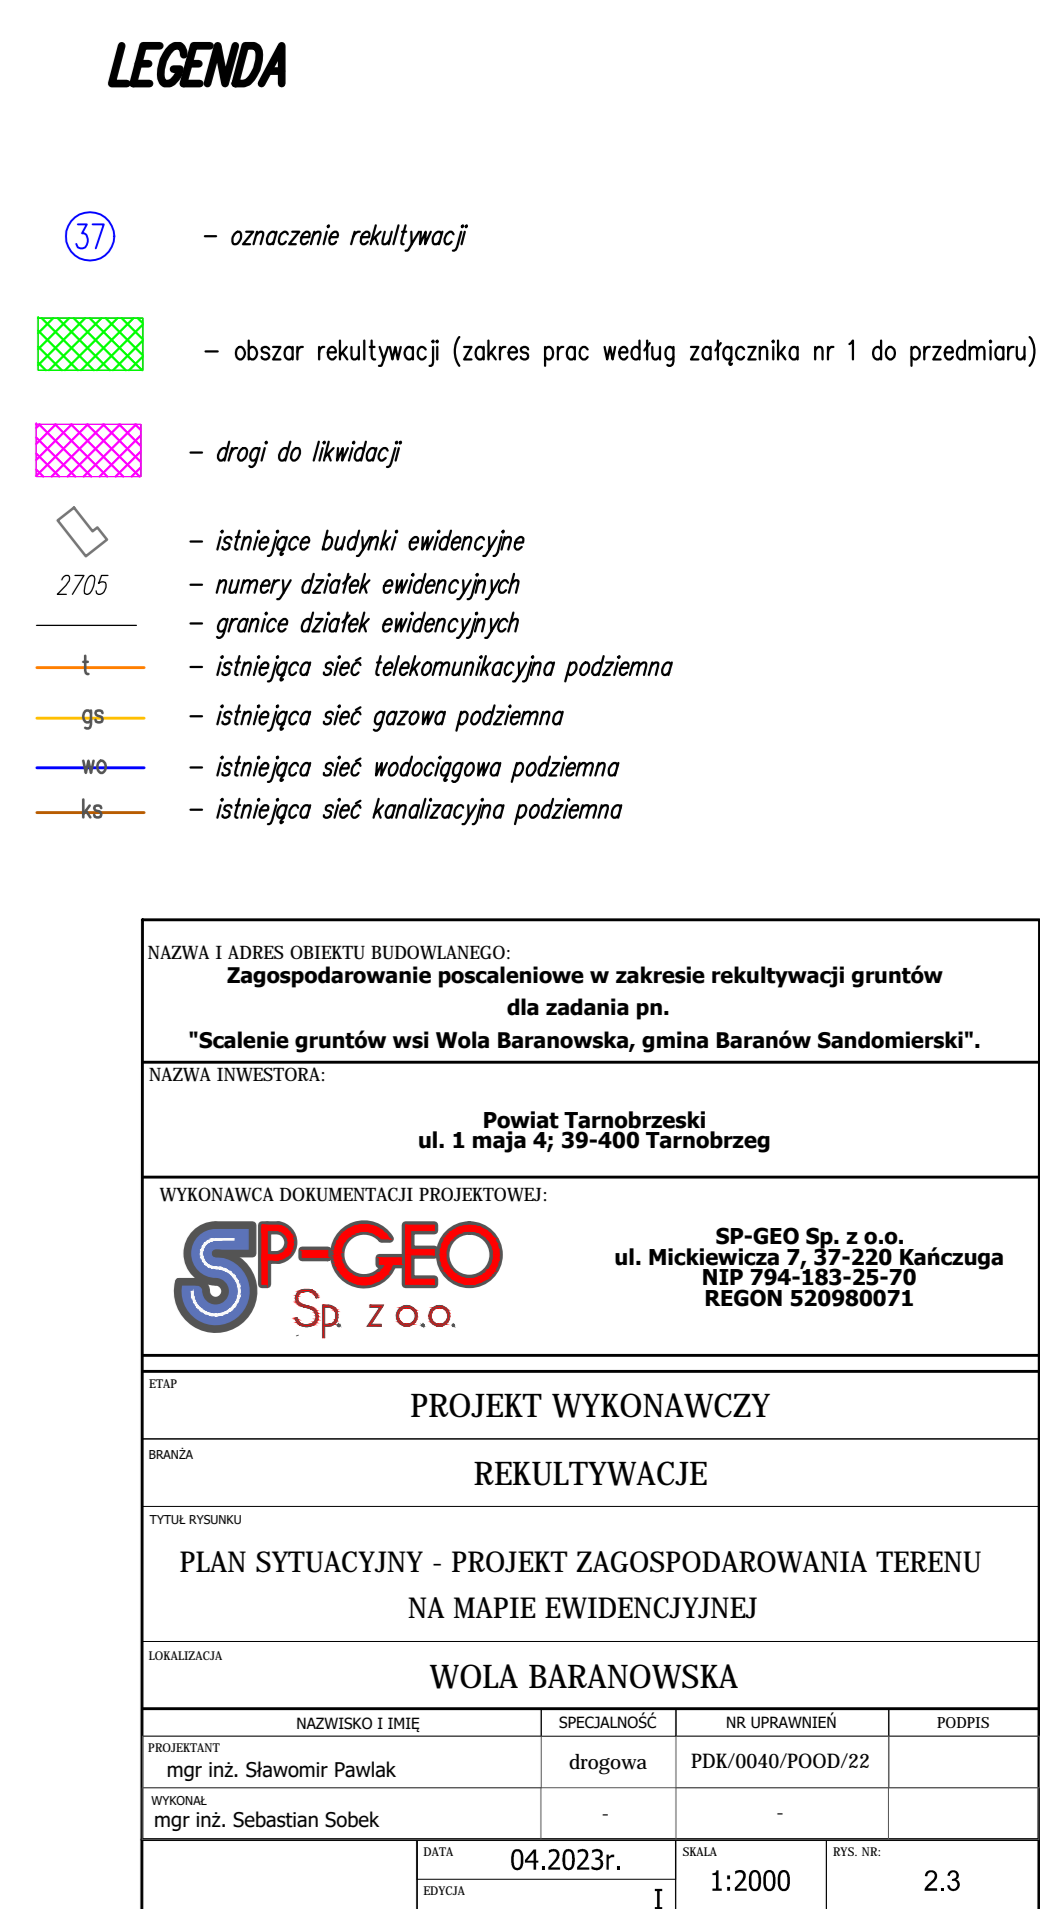 LEGENDA
37 – oznaczenie rekultywacji
– obszar rekultywacji (zakres prac według załącznika nr 1 do przedmiaru)
– drogi do likwidacji
– istniejące budynki ewidencyjne
2705 – numery działek ewidencyjnych
– granice działek ewidencyjnych
t – istniejąca sieć telekomunikacyjna podziemna
gs – istniejąca sieć gazowa podziemna
wo – istniejąca sieć wodociągowa podziemna
ks – istniejąca sieć kanalizacyjna podziemna
NAZWA I ADRES OBIEKTU BUDOWLANEGO:
Zagospodarowanie poscaleniowe w zakresie rekultywacji gruntów
dla zadania pn.
"Scalenie gruntów wsi Wola Baranowska, gmina Baranów Sandomierski".
NAZWA INWESTORA:
Powiat Tarnobrzeski
ul. 1 maja 4; 39-400 Tarnobrzeg
WYKONAWCA DOKUMENTACJI PROJEKTOWEJ:
SP-GEO
Sp. z o.o.
SP-GEO Sp. z o.o.
ul. Mickiewicza 7, 37-220 Kańczuga
NIP 794-183-25-70
REGON 520980071
ETAP
PROJEKT WYKONAWCZY
BRANŻA
REKULTYWACJE
TYTUŁ RYSUNKU
PLAN SYTUACYJNY - PROJEKT ZAGOSPODAROWANIA TERENU
NA MAPIE EWIDENCJYJNEJ
LOKALIZACJA
WOLA BARANOWSKA
NAZWISKO I IMIĘ SPECJALNOŚĆ NR UPRAWNIEŃ PODPIS
PROJEKTANT
mgr inż. Sławomir Pawlak drogowa PDK/0040/POOD/22
WYKONAŁ
mgr inż. Sebastian Sobek - -
DATA 04.2023r. SKALA 1:2000 RYS. NR: 2.3
EDYCJA I